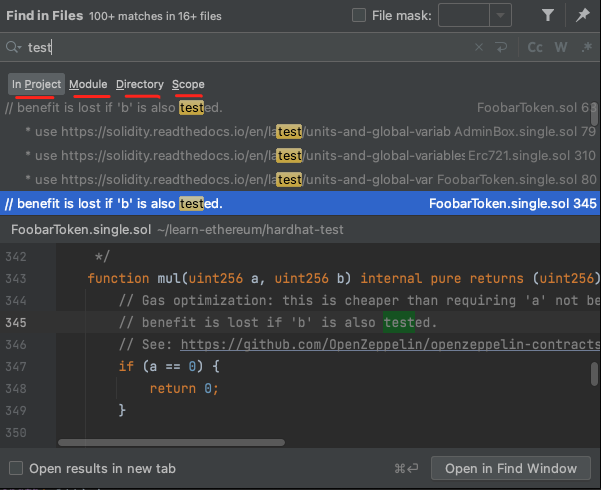 Find in Files 100+ matches in 16+ files File mask:
test Cc W .*
In Project Module Directory Scope
// benefit is lost if 'b' is also tested. FoobarToken.sol 63
* use https://solidity.readthedocs.io/en/latest/units-and-global-variab AdminBox.single.sol 79
* use https://solidity.readthedocs.io/en/latest/units-and-global-variables Erc721.single.sol 310
* use https://solidity.readthedocs.io/en/latest/units-and-global-var FoobarToken.single.sol 80
// benefit is lost if 'b' is also tested. FoobarToken.single.sol 345
FoobarToken.single.sol ~/learn-ethereum/hardhat-test
342 */
343 function mul(uint256 a, uint256 b) internal pure returns (uint256)
344 // Gas optimization: this is cheaper than requiring 'a' not be
345 // benefit is lost if 'b' is also tested.
346 // See: https://github.com/OpenZeppelin/openzeppelin-contracts
347 if (a == 0) {
348 return 0;
349 }
350
Open results in new tab ⌘⏎ Open in Find Window